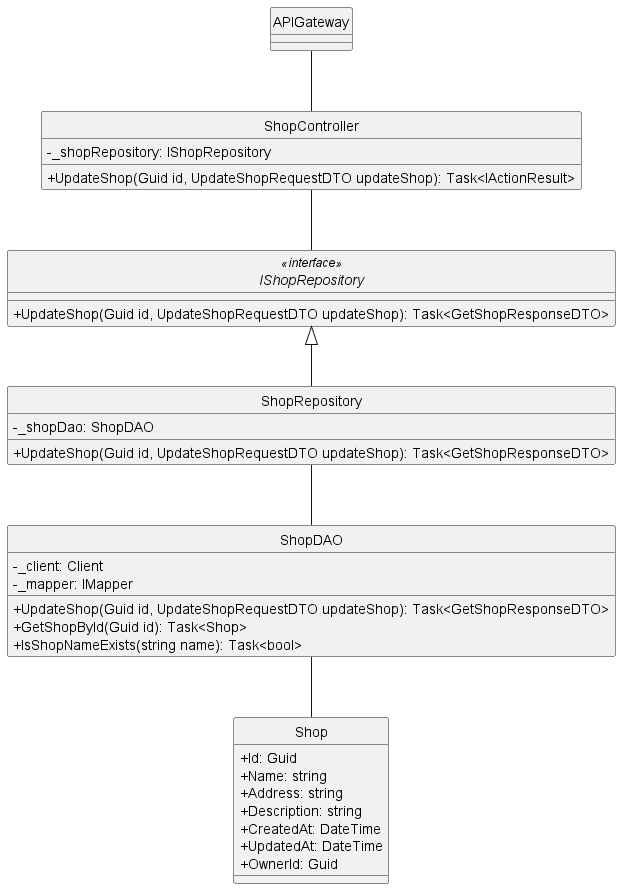 APIGateway
ShopController
-_shopRepository: IShopRepository
+UpdateShop(Guid id, UpdateShopRequestDTO updateShop): Task<IActionResult>
«interface»
IShopRepository
+UpdateShop(Guid id, UpdateShopRequestDTO updateShop): Task<GetShopResponseDTO>
ShopRepository
-_shopDao: ShopDAO
+UpdateShop(Guid id, UpdateShopRequestDTO updateShop): Task<GetShopResponseDTO>
ShopDAO
-_client: Client
-_mapper: IMapper
+UpdateShop(Guid id, UpdateShopRequestDTO updateShop): Task<GetShopResponseDTO>
+GetShopById(Guid id): Task<Shop>
+IsShopNameExists(string name): Task<bool>
Shop
+Id: Guid
+Name: string
+Address: string
+Description: string
+CreatedAt: DateTime
+UpdatedAt: DateTime
+OwnerId: Guid